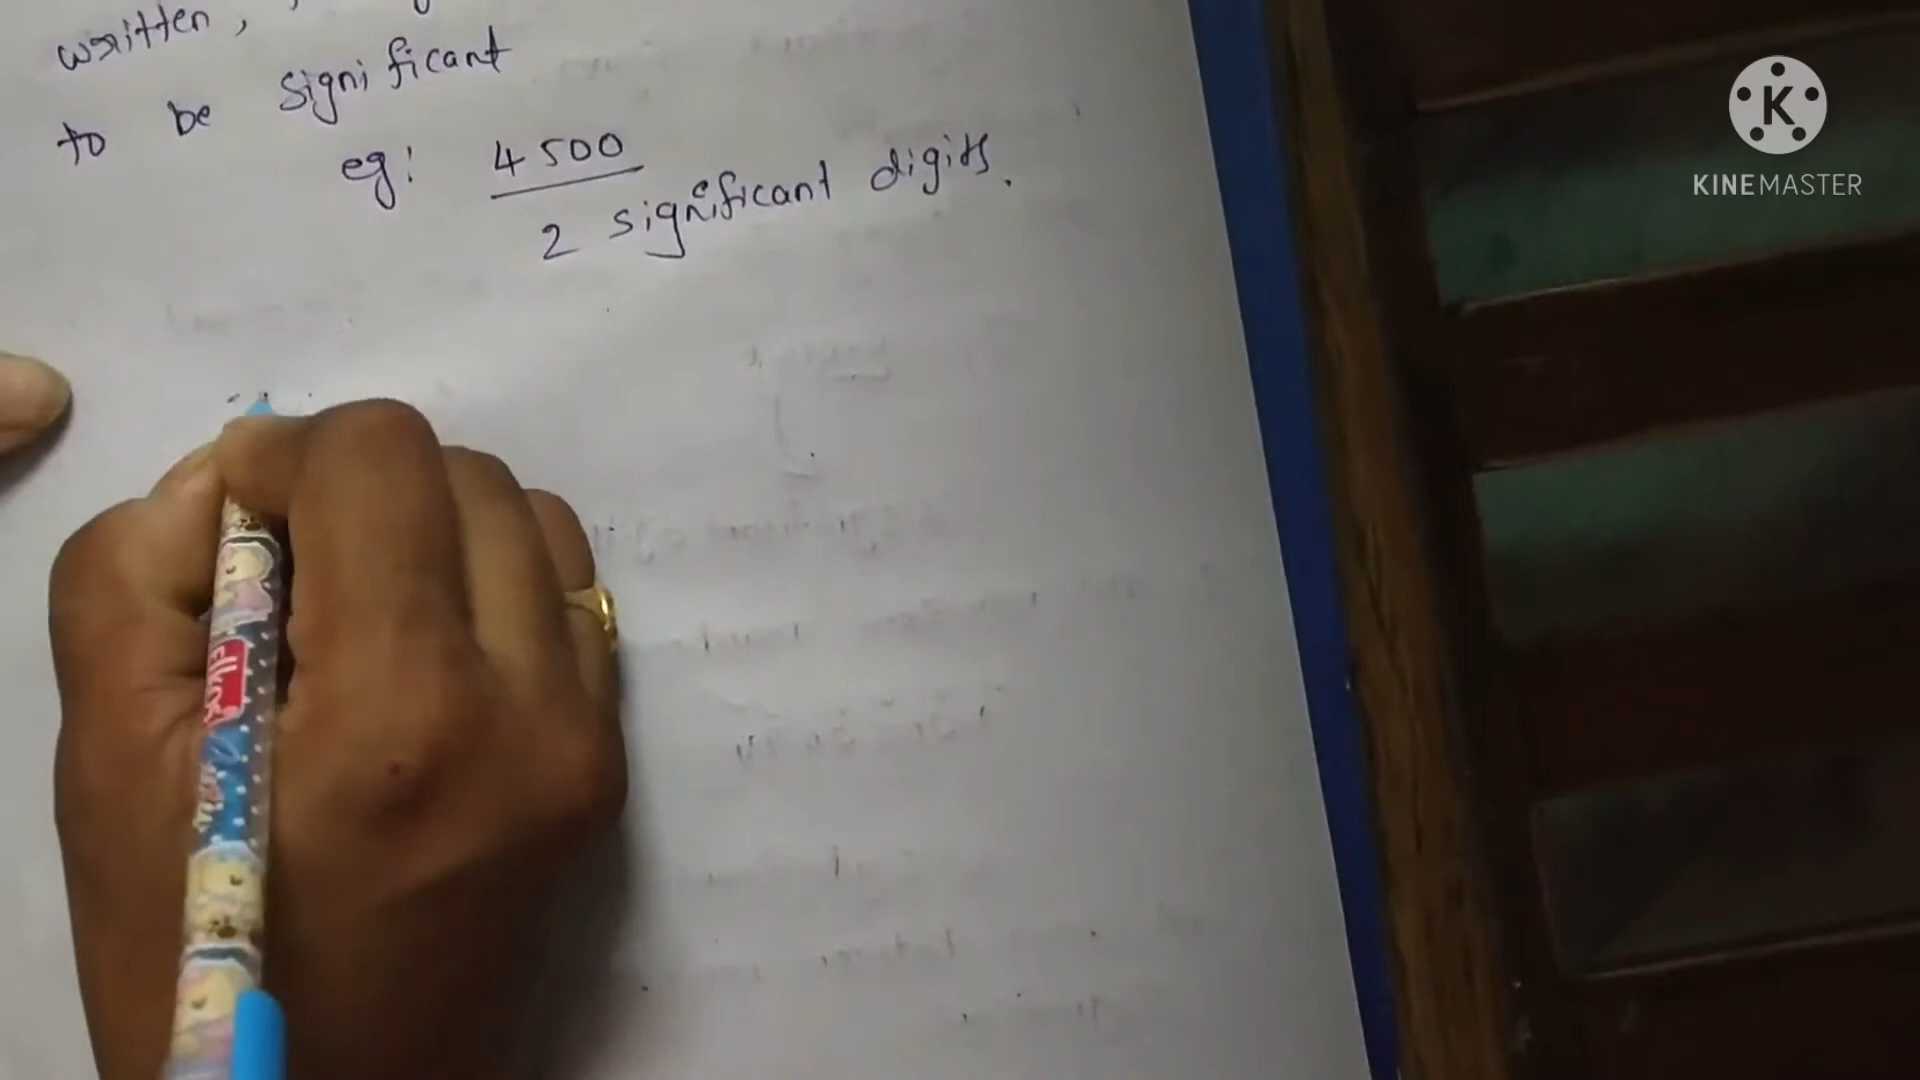 written,
to be significant
eg: 4500
2 significant digits.
K
KINEMASTER